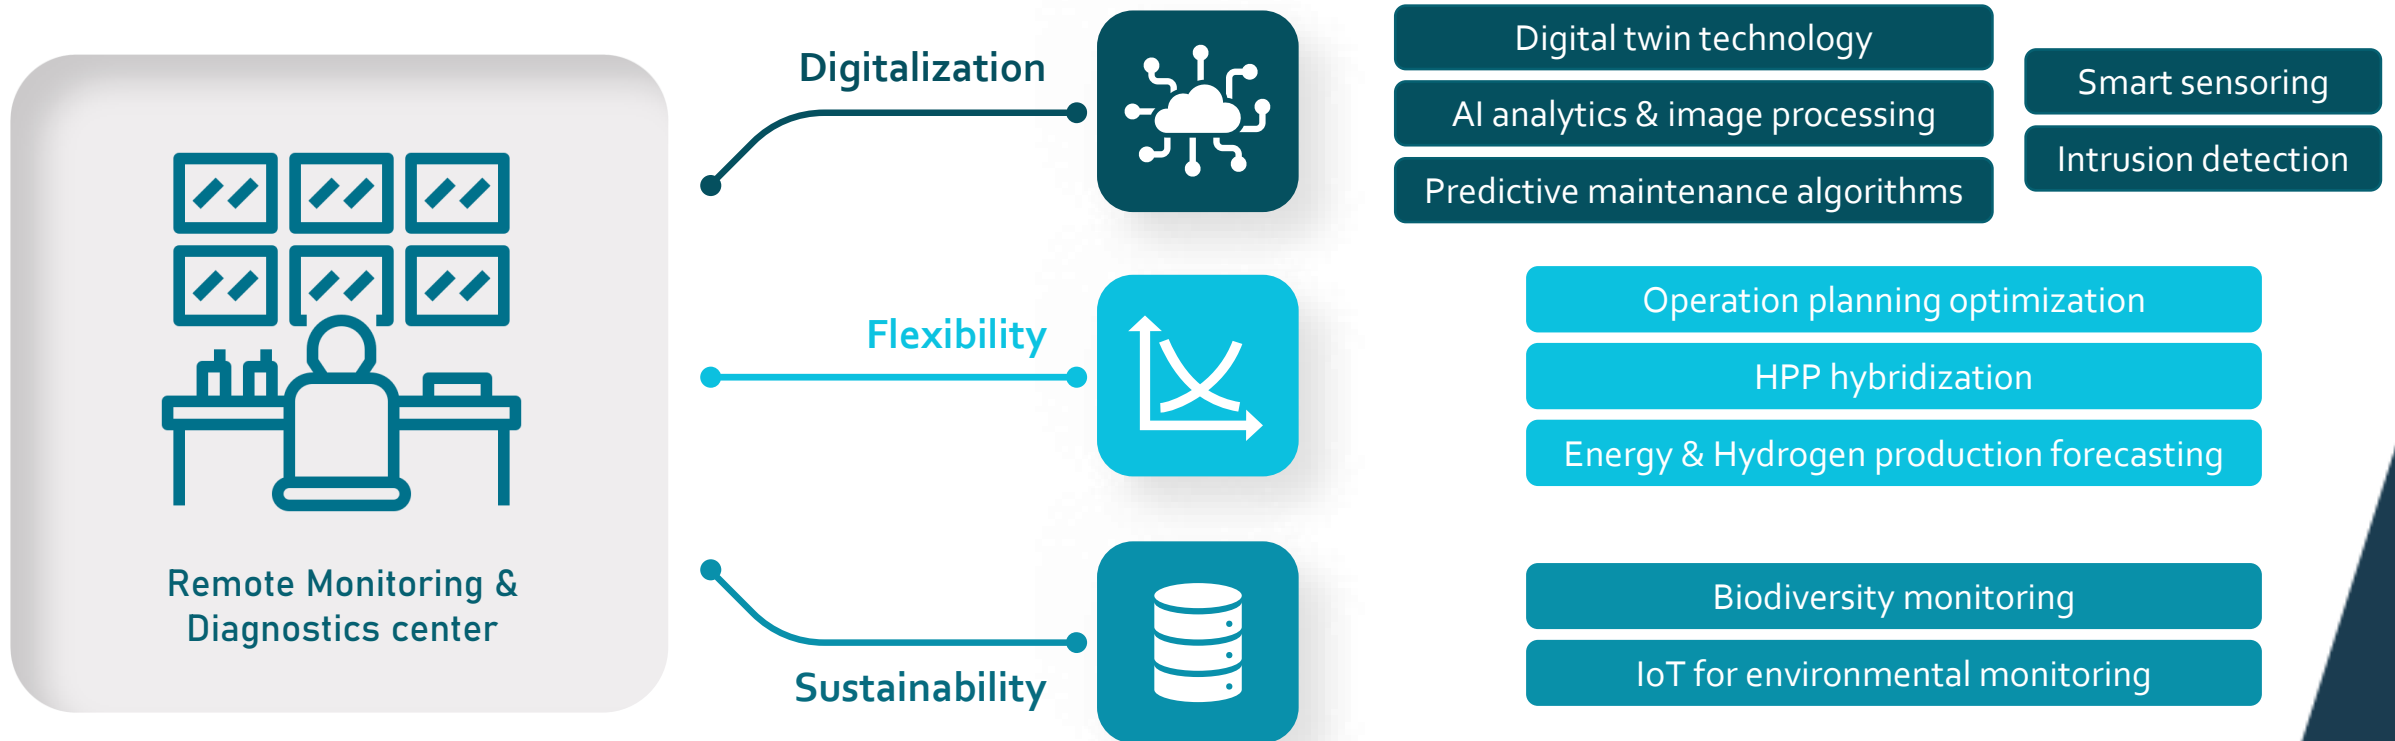 Remote Monitoring &
Diagnostics center
Digitalization
Digital twin technology
AI analytics & image processing
Predictive maintenance algorithms
Smart sensoring
Intrusion detection
Flexibility
Operation planning optimization
HPP hybridization
Energy & Hydrogen production forecasting
Sustainability
Biodiversity monitoring
IoT for environmental monitoring